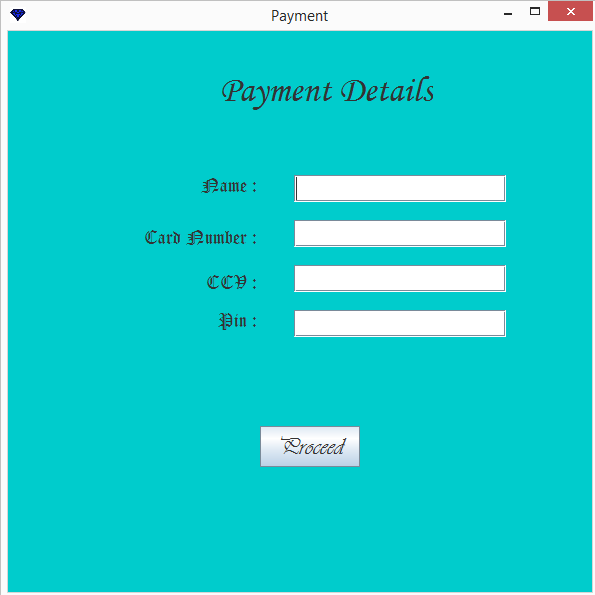 Payment
Payment Details
Name :
Card Number :
CCV :
Pin :
Proceed